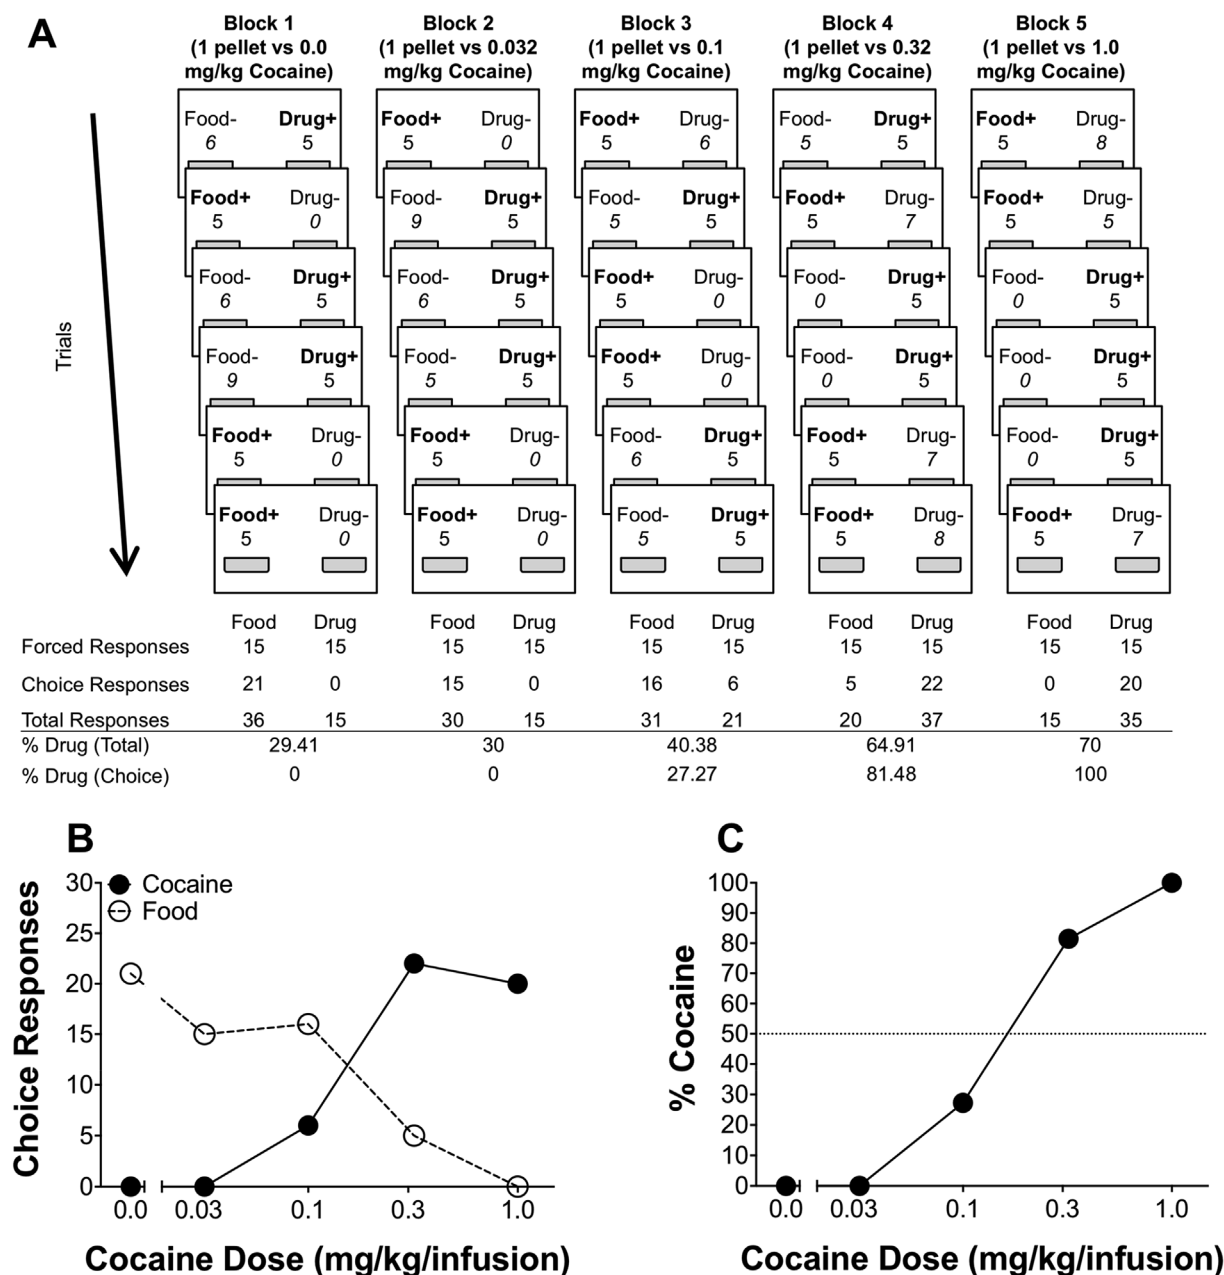 A
Block 1
(1 pellet vs 0.0
mg/kg Cocaine)
Block 2
(1 pellet vs 0.032
mg/kg Cocaine)
Block 3
(1 pellet vs 0.1
mg/kg Cocaine)
Block 4
(1 pellet vs 0.32
mg/kg Cocaine)
Block 5
(1 pellet vs 1.0
mg/kg Cocaine)
Trials
Food- Drug+ Food+ Drug- Food+ Drug- Food- Drug+ Food+ Drug-
6 5 5 0 5 6 5 5 5 8
Food+ Drug- Food- Drug+ Food- Drug+ Food+ Drug- Food+ Drug-
5 0 9 5 5 5 5 7 5 5
Food- Drug+ Food- Drug+ Food+ Drug- Food- Drug+ Food- Drug+
6 5 6 5 5 0 0 5 0 5
Food- Drug+ Food- Drug+ Food+ Drug- Food- Drug+ Food- Drug+
9 5 5 5 5 0 0 5 0 5
Food+ Drug- Food+ Drug- Food- Drug+ Food+ Drug- Food- Drug+
5 0 5 0 6 5 5 7 0 5
Food+ Drug- Food+ Drug- Food- Drug+ Food+ Drug- Food+ Drug-
5 0 5 0 5 5 5 8 5 7
Food Drug Food Drug Food Drug Food Drug Food Drug
Forced Responses 15 15 15 15 15 15 15 15 15 15
Choice Responses 21 0 15 0 16 6 5 22 0 20
Total Responses 36 15 30 15 31 21 20 37 15 35
% Drug (Total) 29.41 30 40.38 64.91 70
% Drug (Choice) 0 0 27.27 81.48 100
B
Cocaine
Food
Choice Responses
30
25
20
15
10
5
0
0.0 0.03 0.1 0.3 1.0
Cocaine Dose (mg/kg/infusion)
C
% Cocaine
100
90
80
70
60
50
40
30
20
10
0
0.0 0.03 0.1 0.3 1.0
Cocaine Dose (mg/kg/infusion)